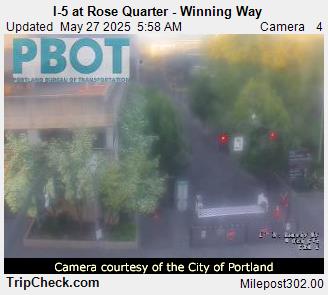 I-5 at Rose Quarter - Winning Way
Updated May 27 2025 5:58 AM Camera 4
PBOT
PORTLAND BUREAU OF TRANSPORTATION
Camera courtesy of the City of Portland
TripCheck.com Milepost302.00